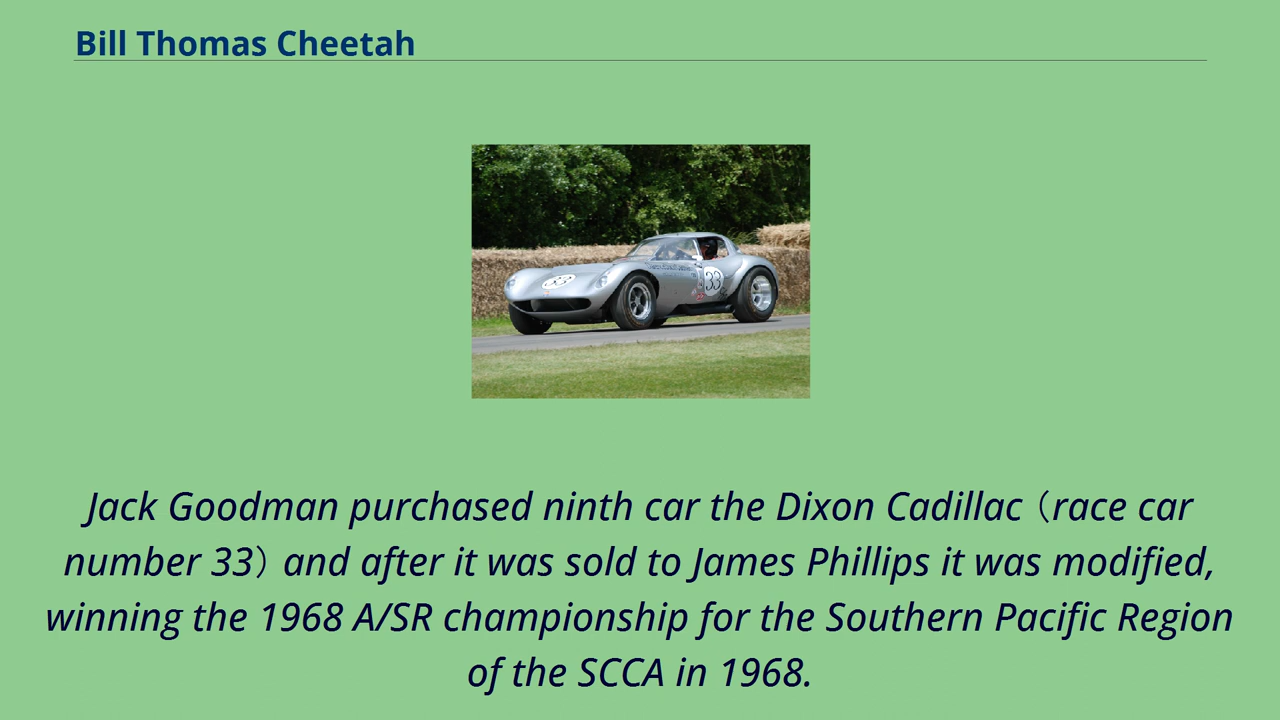 Bill Thomas Cheetah
33
33
Jack Goodman purchased ninth car the Dixon Cadillac（race car
number 33）and after it was sold to James Phillips it was modified,
winning the 1968 A/SR championship for the Southern Pacific Region
of the SCCA in 1968.